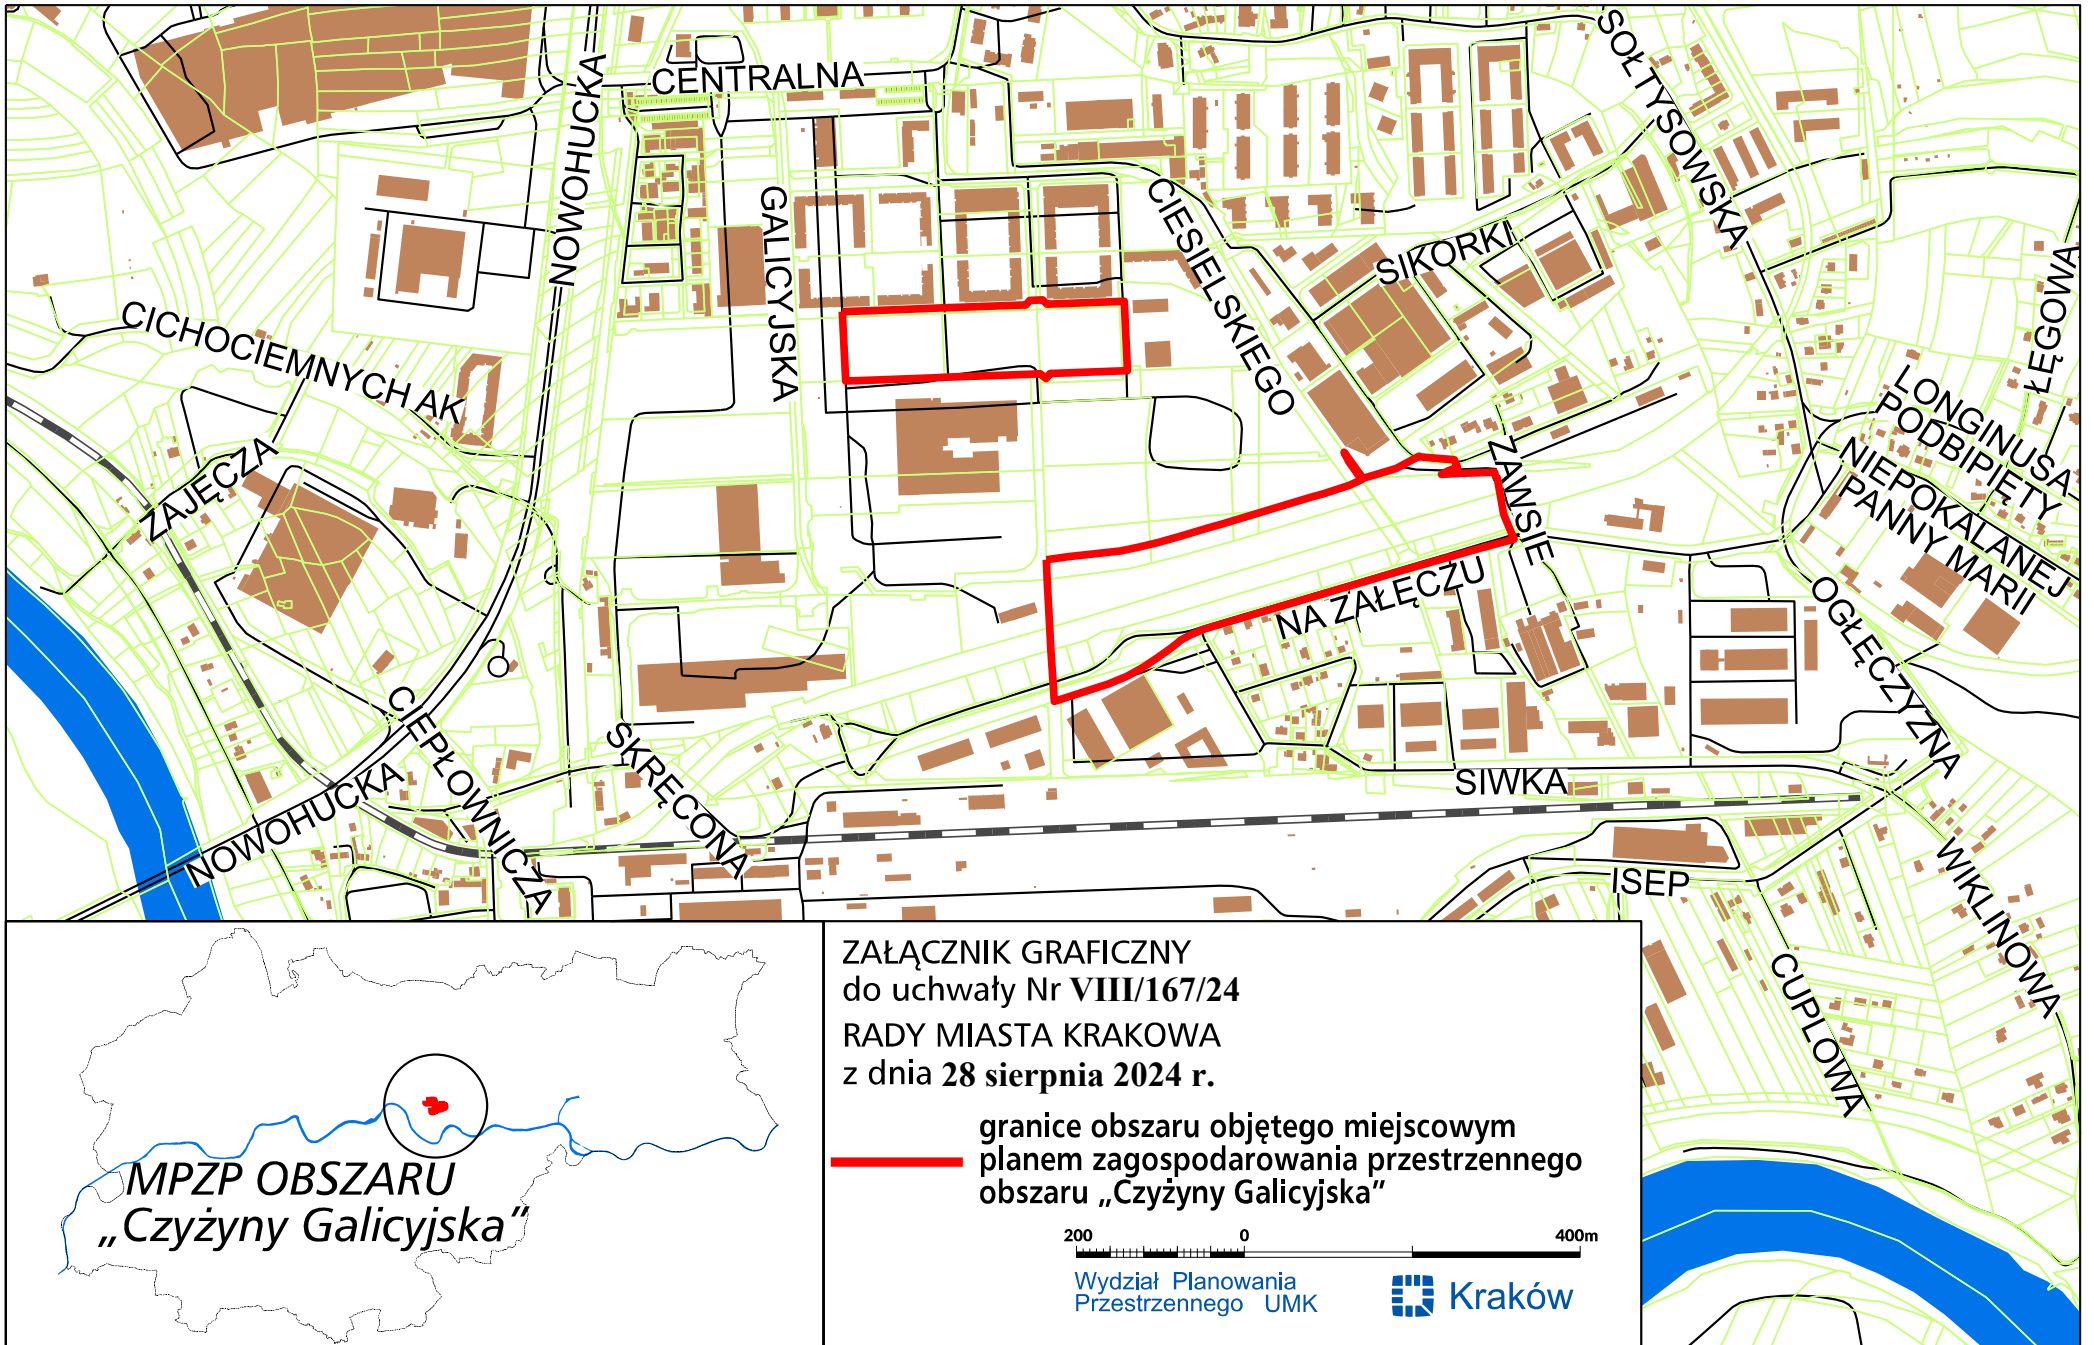 CENTRALNA
SOŁTYSOWSKA
NOWOHUCKA
GALICYJSKA
CIESIELSKIEGO
SIKORKI
ŁĘGOWA
CICHOCIEMNYCH AK
LONGINUSA
PODBIPIĘTY
NIEPOKALANEJ
PANNY MARII
ZAJĘCZA
ZAWSIE
NA ZAŁĘCZU
OGŁĘCZYZNA
CIEPŁOWNICZA
SKRĘCONA
NOWOHUCKA
SIWKA
ISEP
WIKLINOWA
CUPLOWA
MPZP OBSZARU
„Czyżyny Galicyjska”
ZAŁĄCZNIK GRAFICZNY
do uchwały Nr VIII/167/24
RADY MIASTA KRAKOWA
z dnia 28 sierpnia 2024 r.
granice obszaru objętego miejscowym
planem zagospodarowania przestrzennego
obszaru „Czyżyny Galicyjska”
200 0 400m
Wydział Planowania
Przestrzennego UMK
Kraków